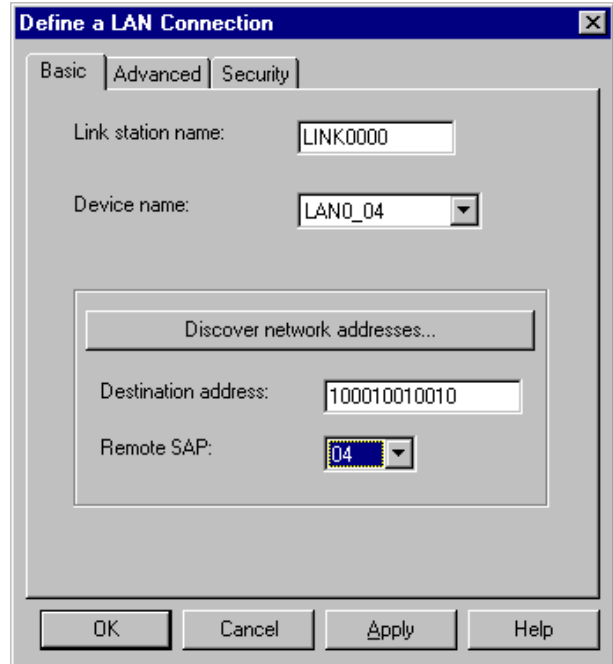 Define a LAN Connection
Basic Advanced Security
Link station name: LINK0000
Device name: LAN0_04
Discover network addresses...
Destination address: 100010010010
Remote SAP: 04
OK Cancel Apply Help